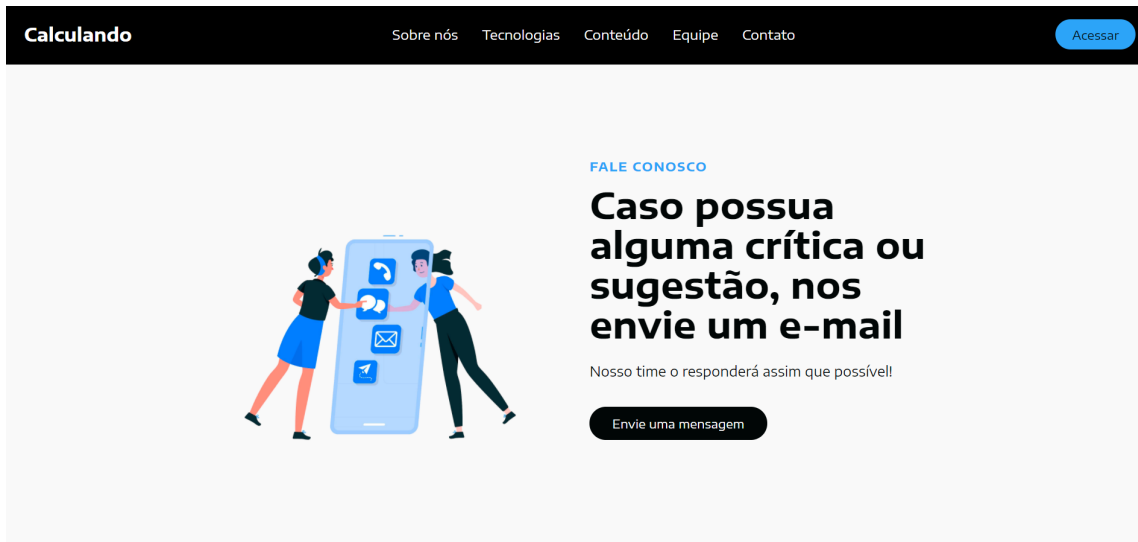 Calculando
Sobre nós Tecnologias Conteúdo Equipe Contato
Acessar
FALE CONOSCO
Caso possua
alguma crítica ou
sugestão, nos
envie um e-mail
Nosso time o responderá assim que possível!
Envie uma mensagem